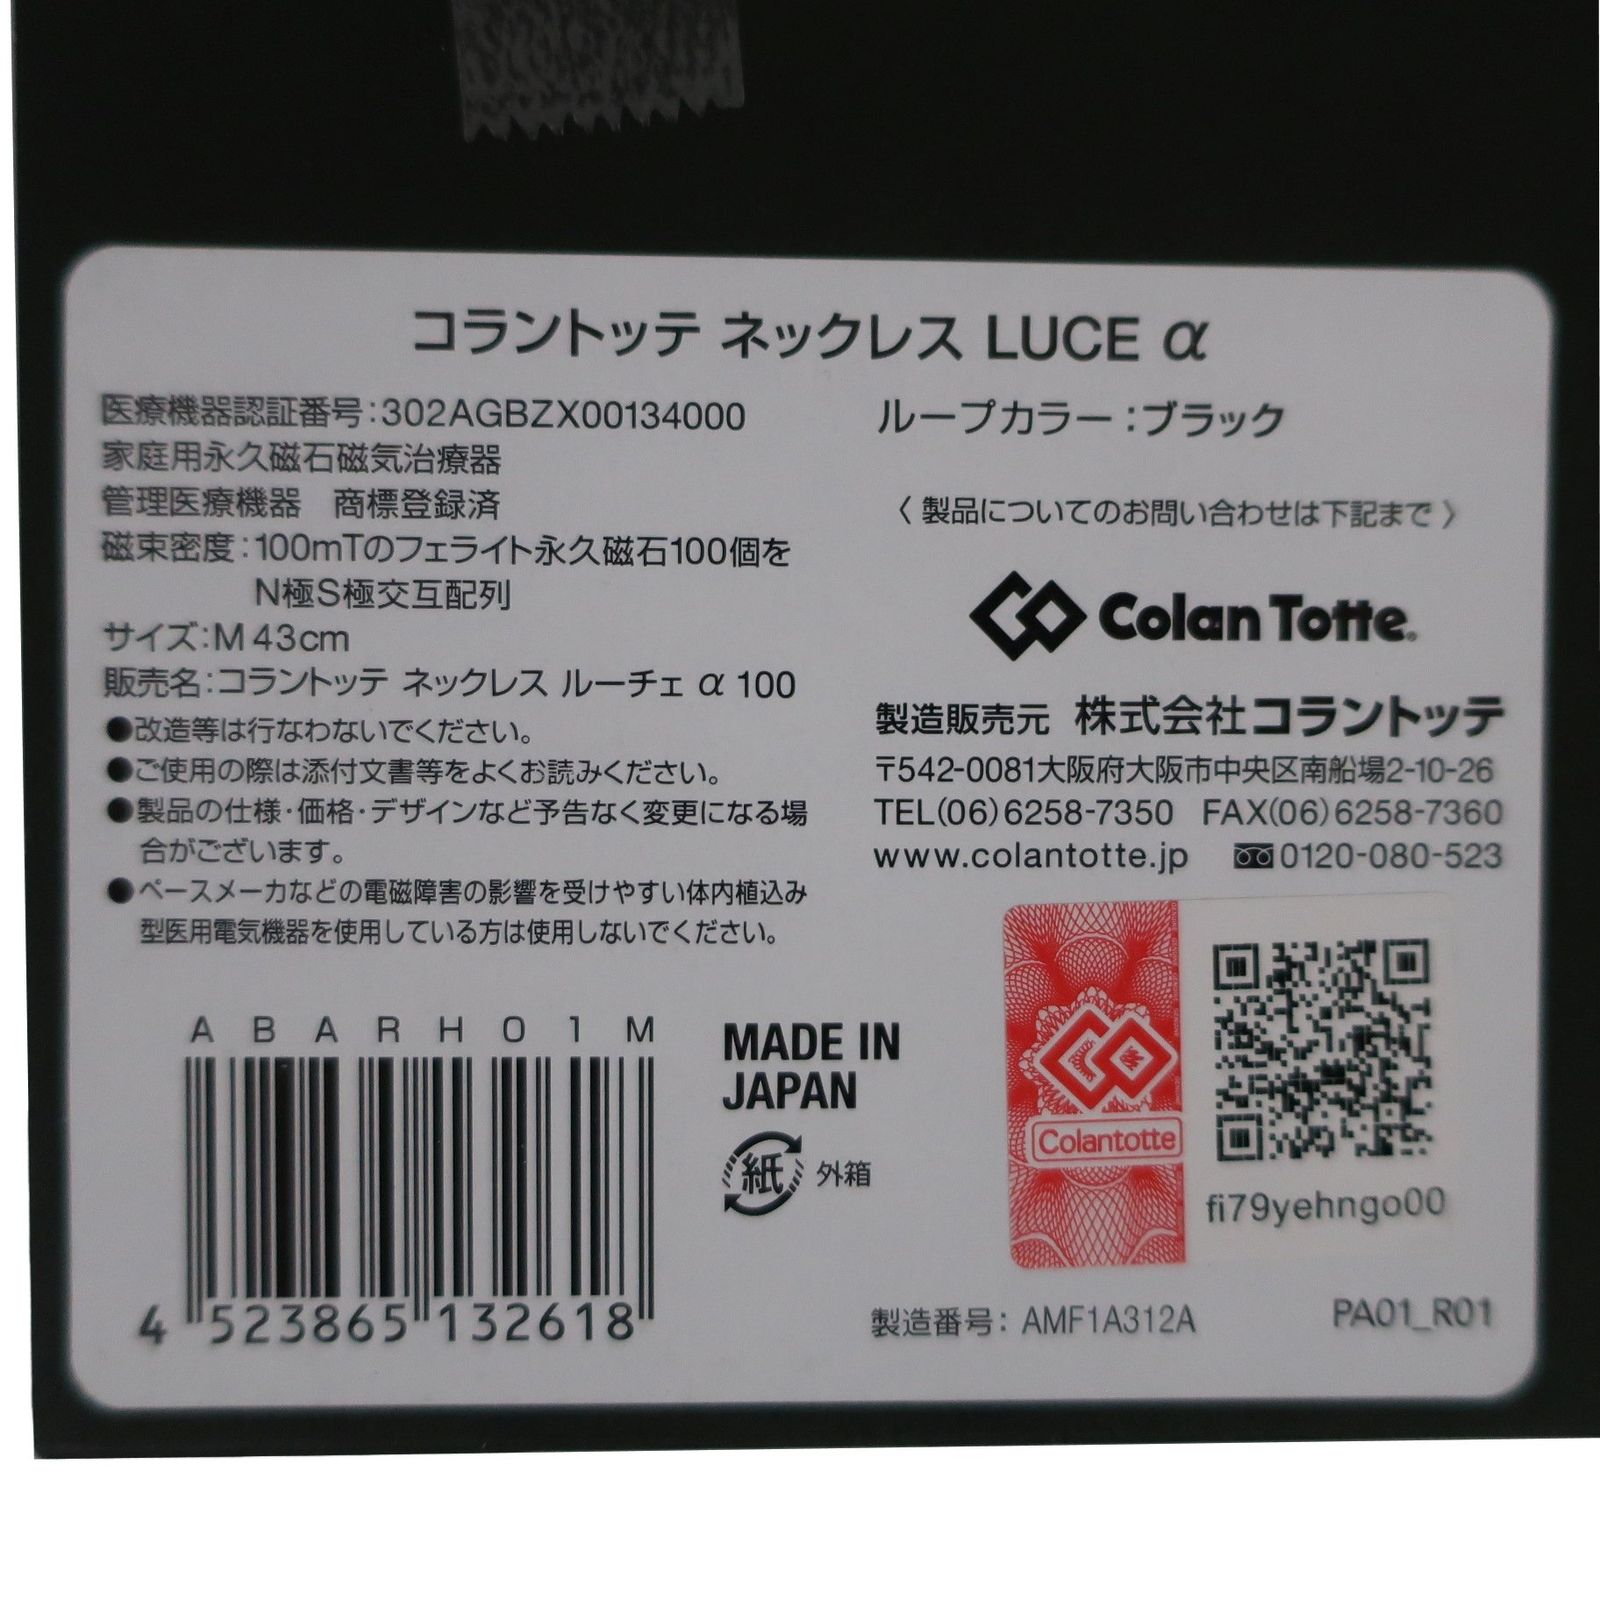 コラントッテ ネックレス LUCE α
医療機器認証番号:302AGBZX00134000
家庭用永久磁石磁気治療器
管理医療機器　商標登録済
磁束密度:100mTのフェライト永久磁石100個を
N極S極交互配列
サイズ:M 43cm
販売名:コラントッテ ネックレス ルーチェ α 100
●改造等は行なわないでください。
●ご使用の際は添付文書等をよくお読みください。
●製品の仕様・価格・デザインなど予告なく変更になる場
合がございます。
●ペースメーカなどの電磁障害の影響を受けやすい体内植込み
型医用電気機器を使用している方は使用しないでください。
ループカラー:ブラック
〈 製品についてのお問い合わせは下記まで 〉
Colan Totte®
製造販売元 株式会社コラントッテ
〒542-0081大阪府大阪市中央区南船場2-10-26
TEL(06)6258-7350 FAX(06)6258-7360
www.colantotte.jp 0120-080-523
ABARH01M
4 523865 132618
MADE IN
JAPAN
紙 外箱
Colantotte
fi79yehngo00
製造番号: AMF1A312A
PA01_R01